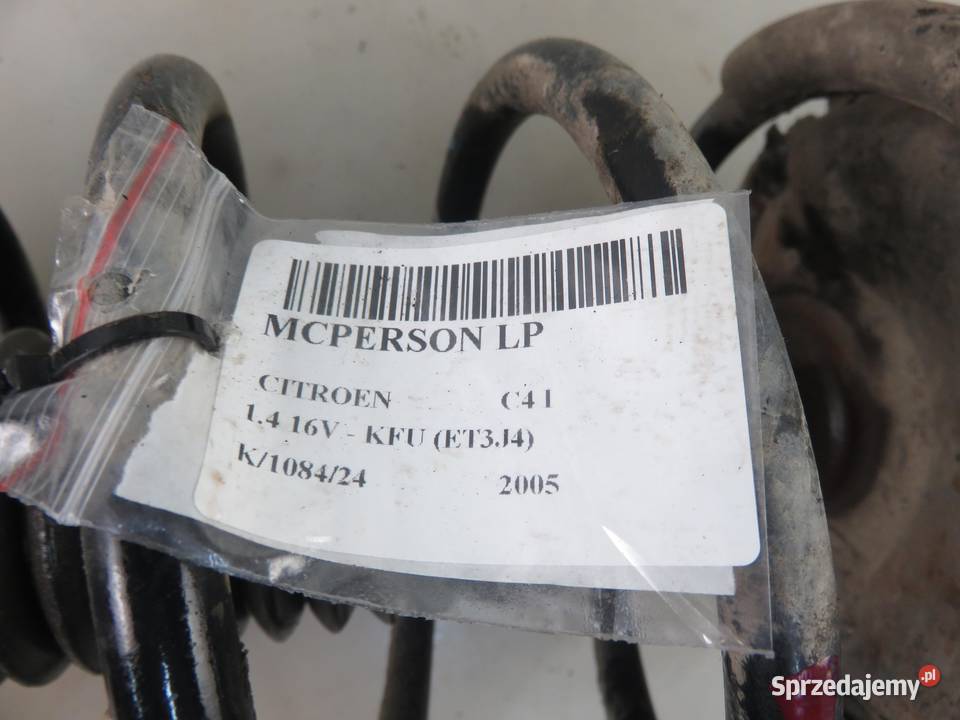 MCPERSON LP
CITROEN C4 I
1.4 16V - KFU (ET3J4)
K/1084/24 2005
Sprzedajemy.pl